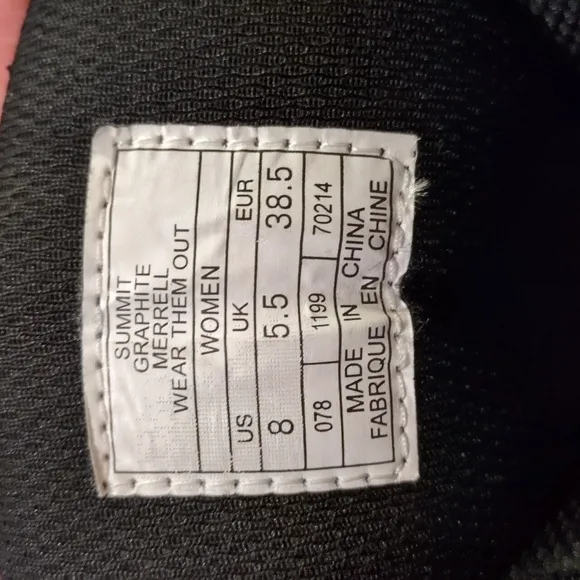 SUMMIT
GRAPHITE
MERRELL
WEAR THEM OUT
WOMEN
US UK EUR
8 5.5 38.5
078 1199 70214
MADE IN CHINA
FABRIQUE EN CHINE